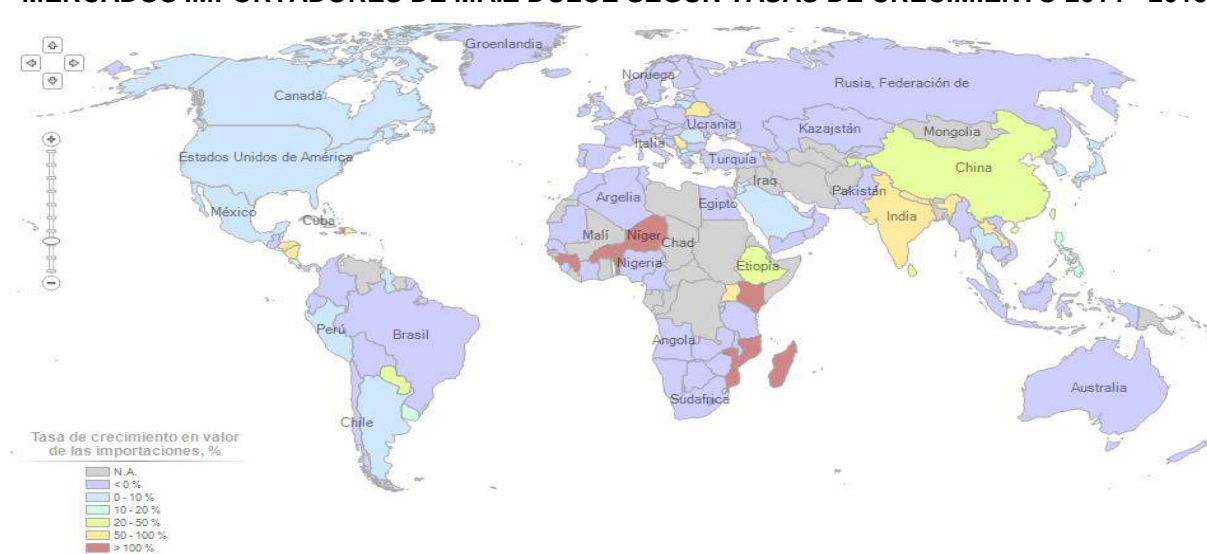 MERCADOS IMPORTADORES DE MAIZ DULCE SEGÚN TASAS DE CRECIMIENTO 2014 - 2015
Groenlandia
Noruega
Rusia, Federación de
Canadá
Ucrania
Kazajstán
Mongolia
Italia
Estados Unidos de América
Turquía
China
Iraq
Pakistán
Argelia
Egipto
México
Cuba
India
Malí
Níger
Chad
Nigeria
Etiopía
Perú
Brasil
Angola
Australia
Sudafrica
Chile
Tasa de crecimiento en valor
de las importaciones, %
N.A.
< 0 %
0 - 10 %
10 - 20 %
20 - 50 %
50 - 100 %
> 100 %